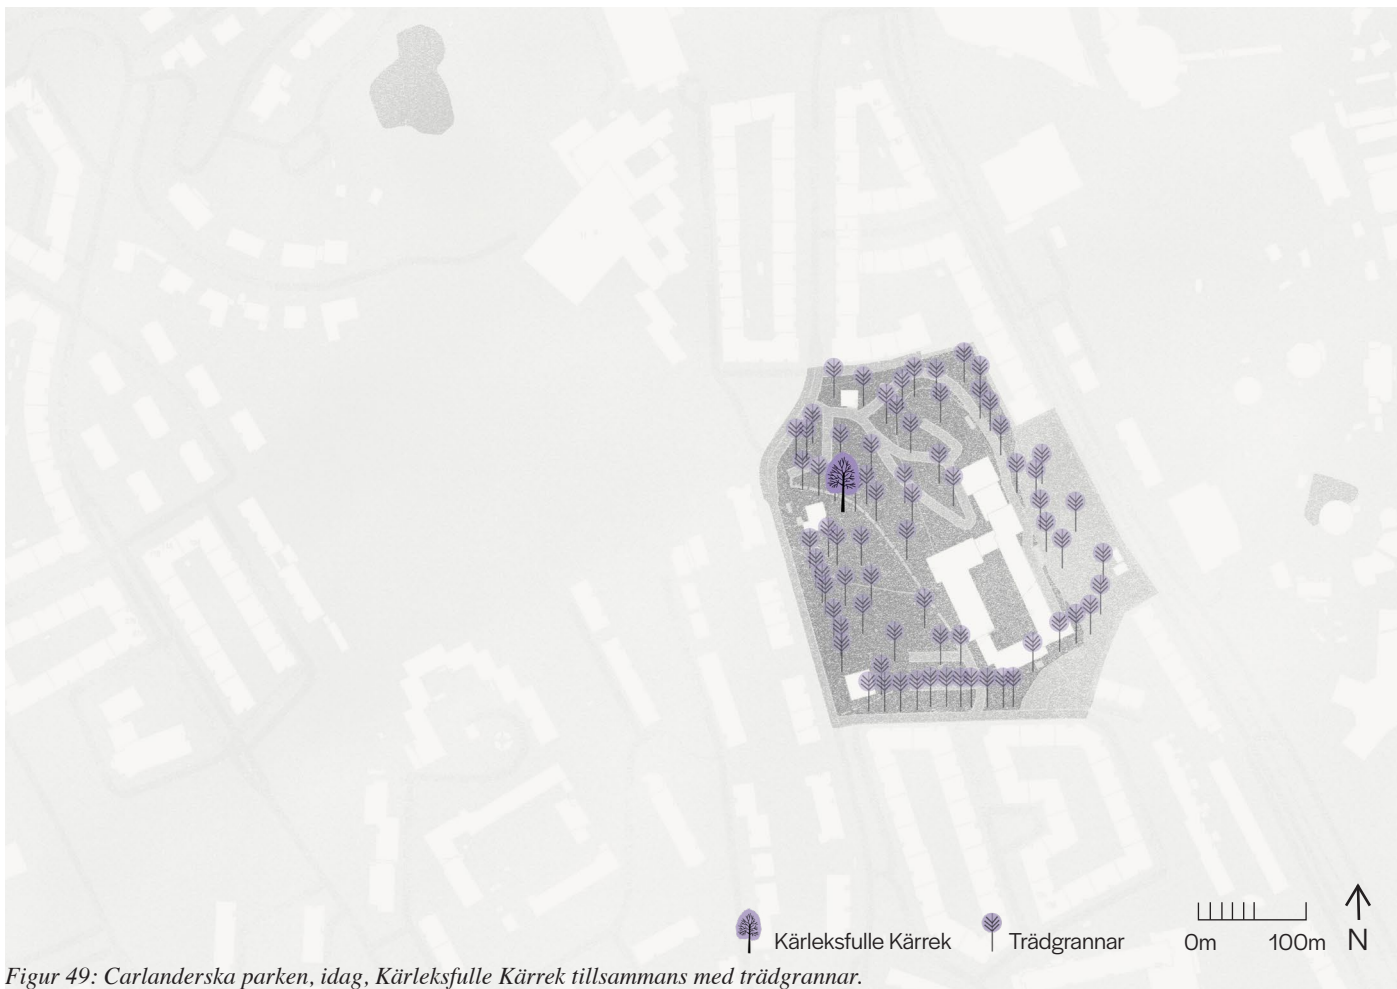 Kärleksfulle Kärrek
Trädgrannar
0m 100m
N
Figur 49: Carlanderska parken, idag, Kärleksfulle Kärrek tillsammans med trädgrannar.